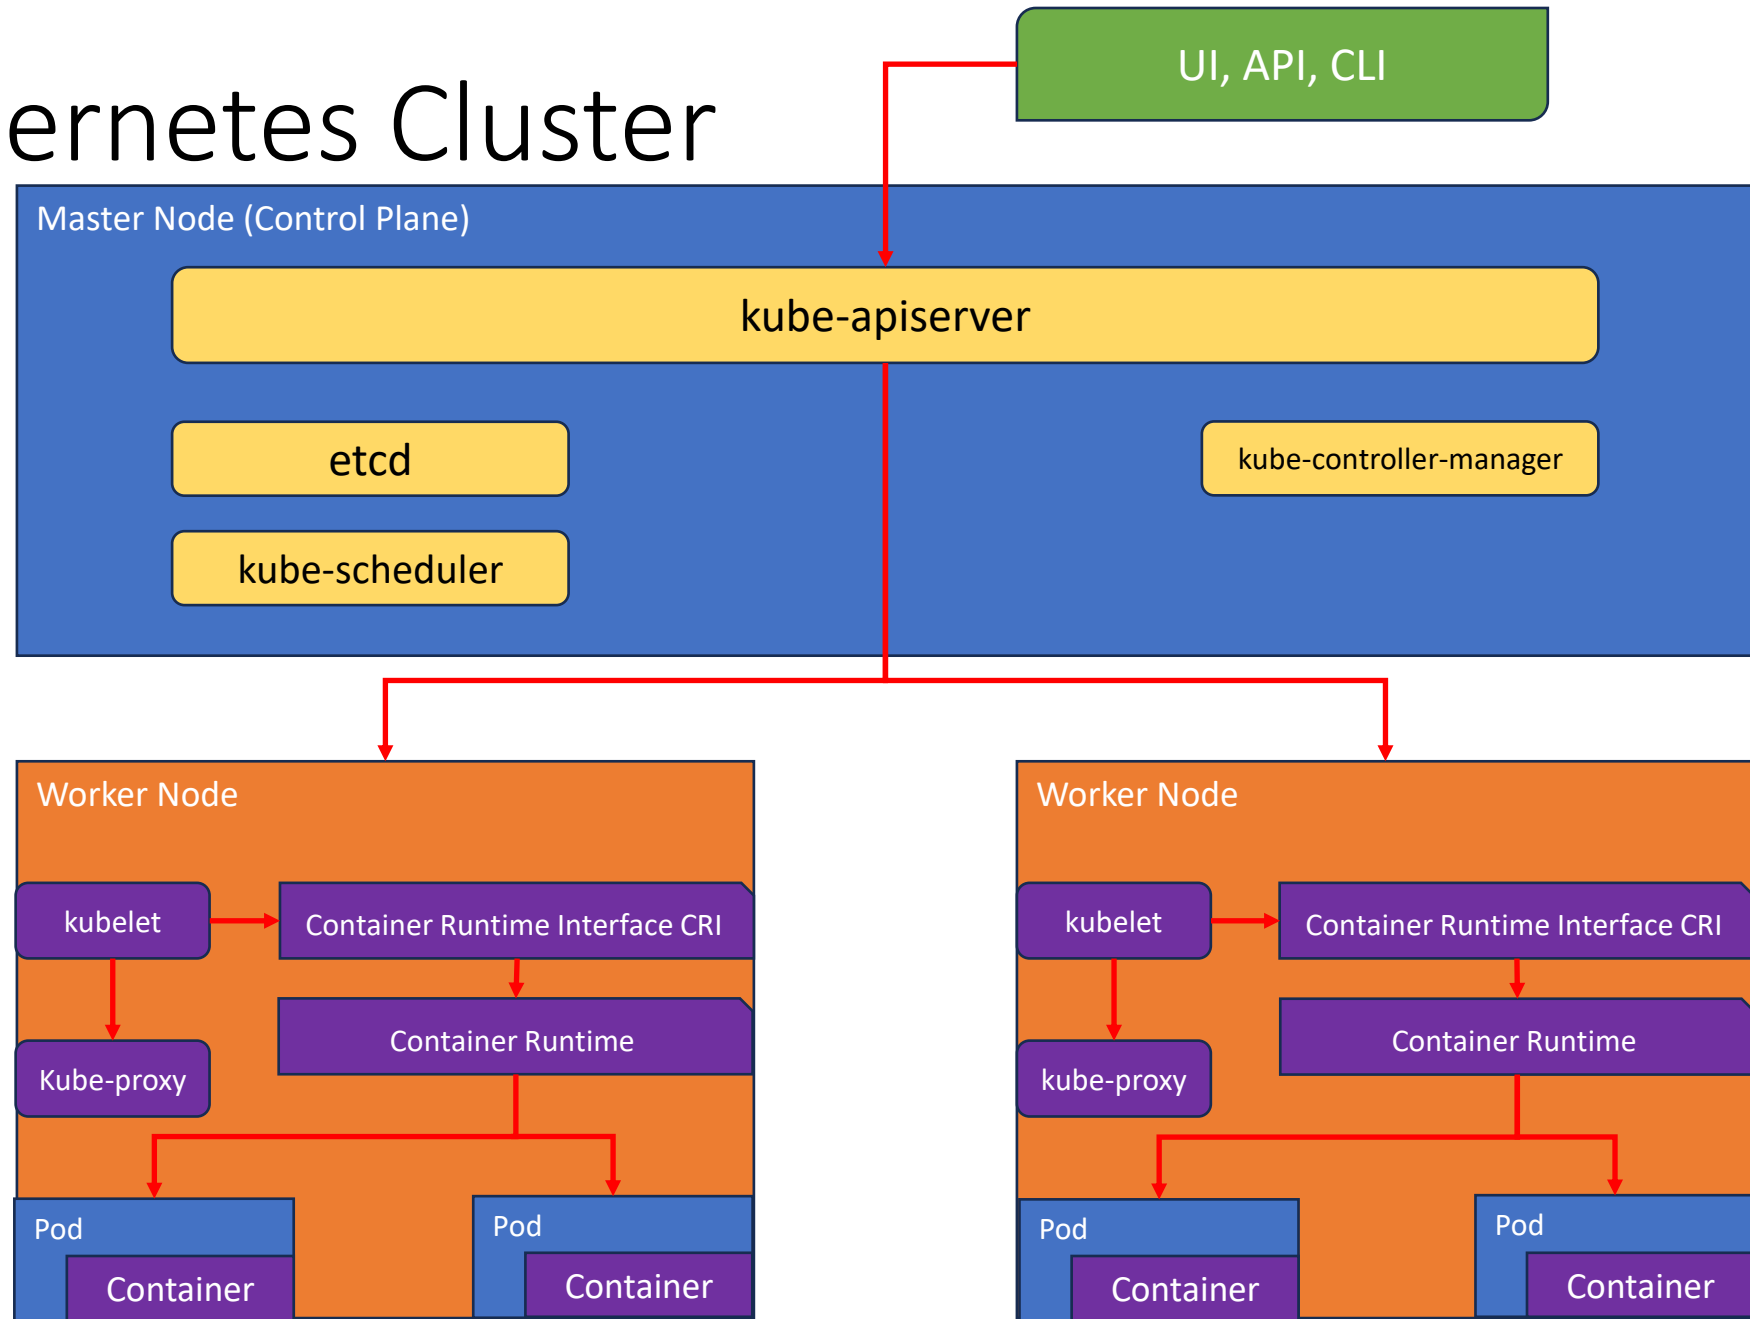 UI, API, CLI
ernetes Cluster
Master Node (Control Plane)
kube-apiserver
etcd
kube-controller-manager
kube-scheduler
Worker Node
kubelet
Container Runtime Interface CRI
Container Runtime
Kube-proxy
Pod
Container
Pod
Container
Worker Node
kubelet
Container Runtime Interface CRI
Container Runtime
kube-proxy
Pod
Container
Pod
Container